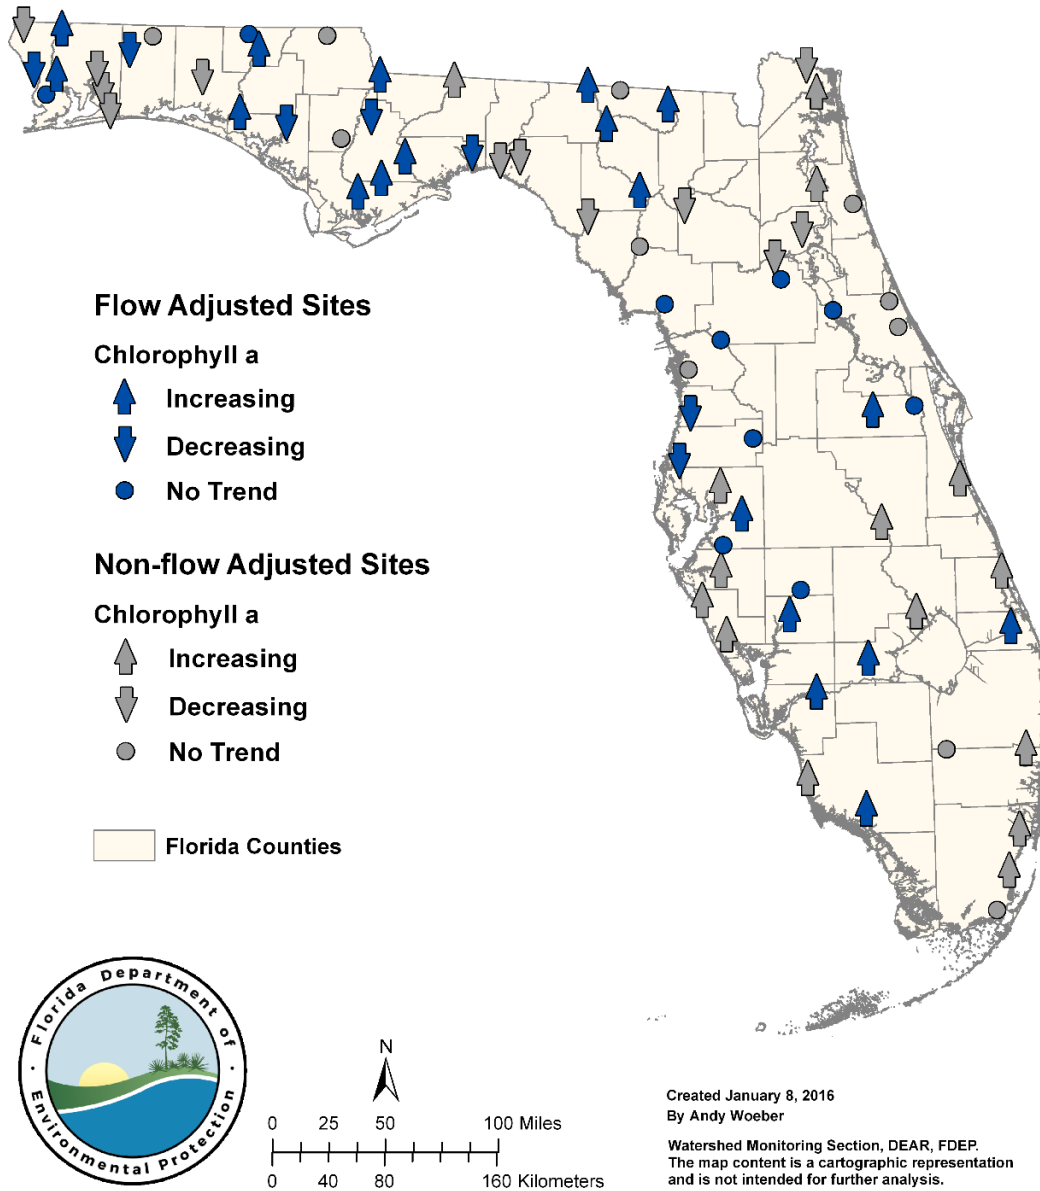 Flow Adjusted Sites
Chlorophyll a
Increasing
Decreasing
No Trend
Non-flow Adjusted Sites
Chlorophyll a
Increasing
Decreasing
No Trend
Florida Counties
Florida Department of
Environmental Protection
N
0 25 50 100 Miles
0 40 80 160 Kilometers
Created January 8, 2016
By Andy Woeber
Watershed Monitoring Section, DEAR, FDEP.
The map content is a cartographic representation
and is not intended for further analysis.